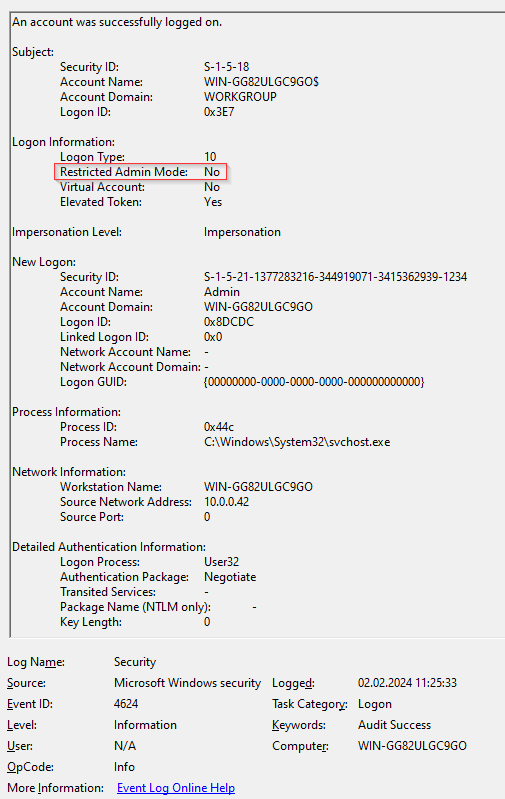 An account was successfully logged on.
Subject:
Security ID: S-1-5-18
Account Name: WIN-GG82ULGC9GO$
Account Domain: WORKGROUP
Logon ID: 0x3E7
Logon Information:
Logon Type: 10
Restricted Admin Mode: No
Virtual Account: No
Elevated Token: Yes
Impersonation Level: Impersonation
New Logon:
Security ID: S-1-5-21-1377283216-344919071-3415362939-1234
Account Name: Admin
Account Domain: WIN-GG82ULGC9GO
Logon ID: 0x8DCDC
Linked Logon ID: 0x0
Network Account Name: -
Network Account Domain: -
Logon GUID: {00000000-0000-0000-0000-000000000000}
Process Information:
Process ID: 0x44c
Process Name: C:\Windows\System32\svchost.exe
Network Information:
Workstation Name: WIN-GG82ULGC9GO
Source Network Address: 10.0.0.42
Source Port: 0
Detailed Authentication Information:
Logon Process: User32
Authentication Package: Negotiate
Transited Services: -
Package Name (NTLM only): -
Key Length: 0
Log Name: Security
Source: Microsoft Windows security Logged: 02.02.2024 11:25:33
Event ID: 4624 Task Category: Logon
Level: Information Keywords: Audit Success
User: N/A Computer: WIN-GG82ULGC9GO
OpCode: Info
More Information: Event Log Online Help